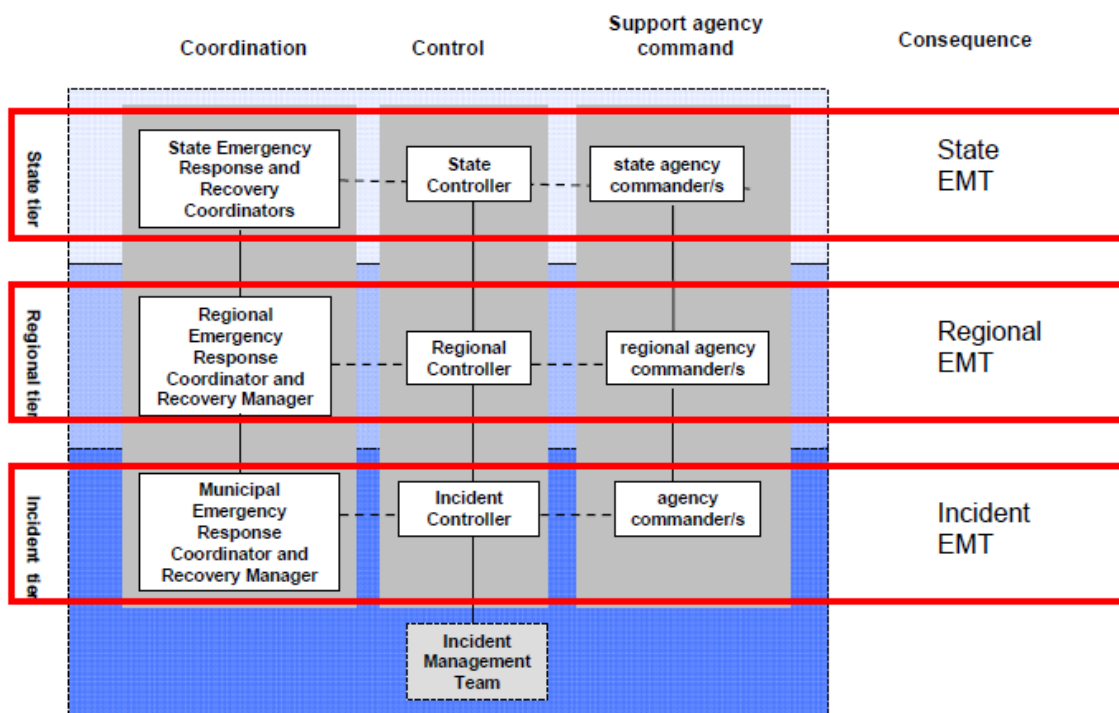 Coordination
Control
Support agency
command
Consequence
State tier
State Emergency
Response and
Recovery
Coordinators
State
Controller
state agency
commander/s
State
EMT
Regional tier
Regional
Emergency
Response
Coordinator and
Recovery Manager
Regional
Controller
regional agency
commander/s
Regional
EMT
Incident tier
Municipal
Emergency
Response
Coordinator and
Recovery Manager
Incident
Controller
agency
commander/s
Incident
EMT
Incident
Management
Team